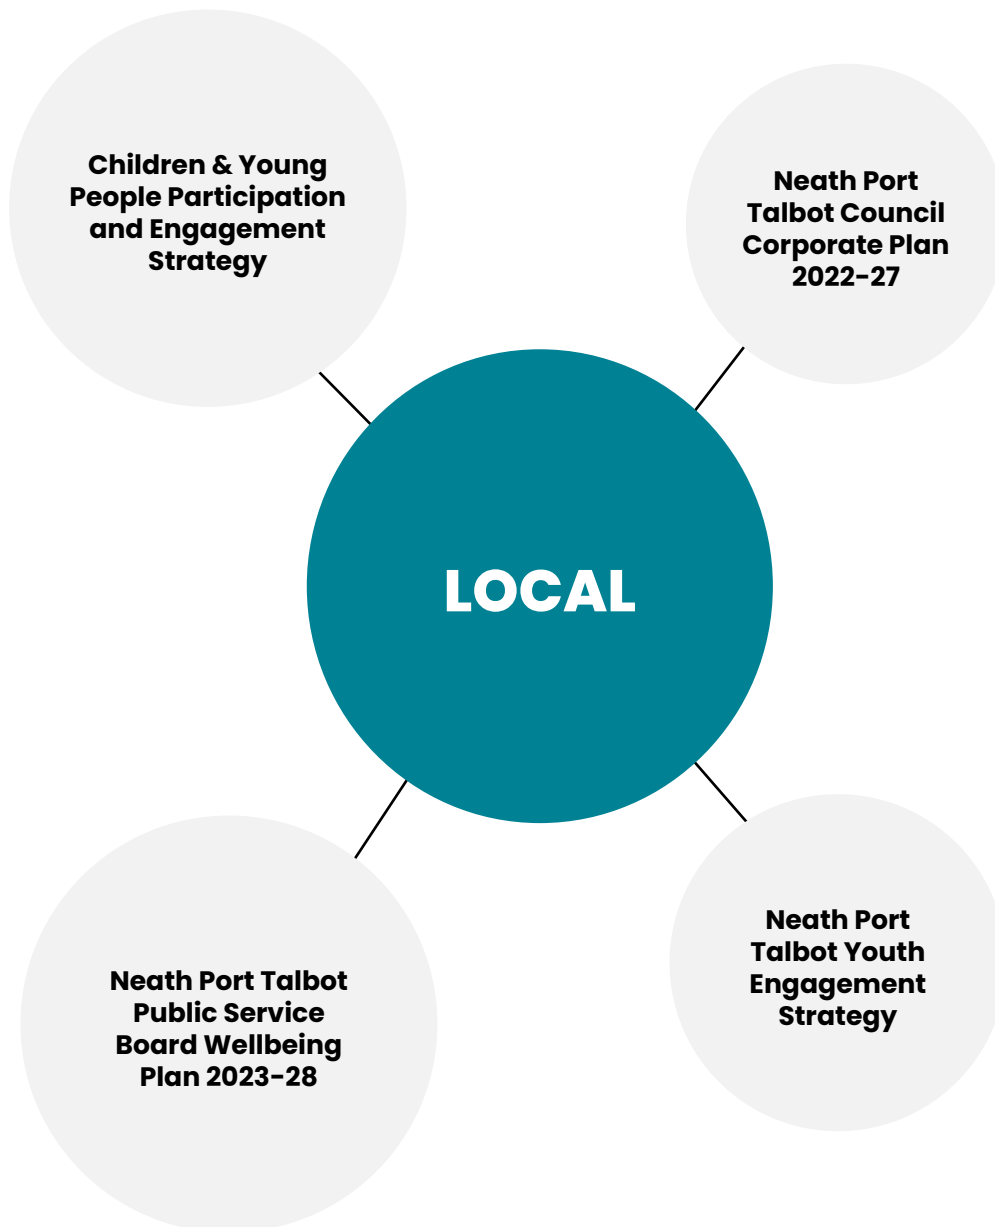 Children & Young
People Participation
and Engagement
Strategy
Neath Port
Talbot Council
Corporate Plan
2022-27
LOCAL
Neath Port Talbot
Public Service
Board Wellbeing
Plan 2023-28
Neath Port
Talbot Youth
Engagement
Strategy